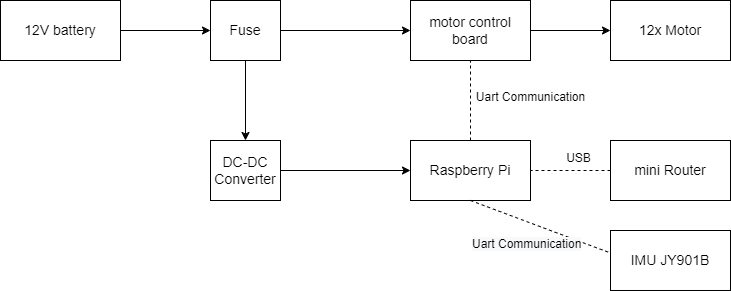 12V battery
Fuse
motor control
board
12x Motor
Uart Communication
DC-DC
Converter
Raspberry Pi
USB
mini Router
Uart Communication
IMU JY901B